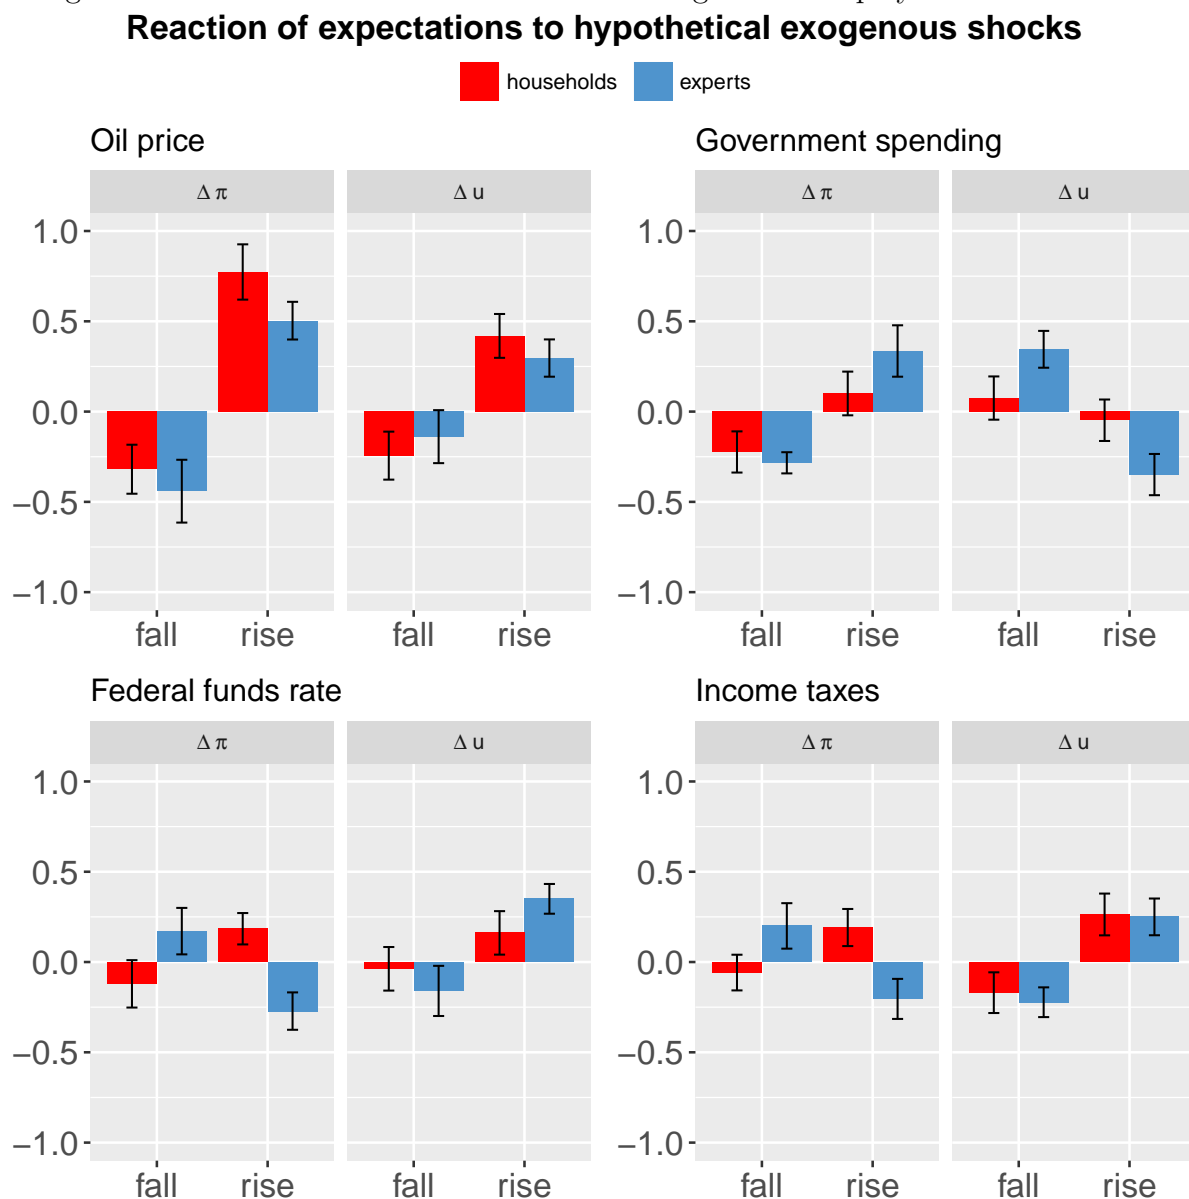 Reaction of expectations to hypothetical exogenous shocks
households experts
Oil price
Δ π Δ u
1.0
0.5
0.0
−0.5
−1.0
fall rise fall rise
Government spending
Δ π Δ u
1.0
0.5
0.0
−0.5
−1.0
fall rise fall rise
Federal funds rate
Δ π Δ u
1.0
0.5
0.0
−0.5
−1.0
fall rise fall rise
Income taxes
Δ π Δ u
1.0
0.5
0.0
−0.5
−1.0
fall rise fall rise